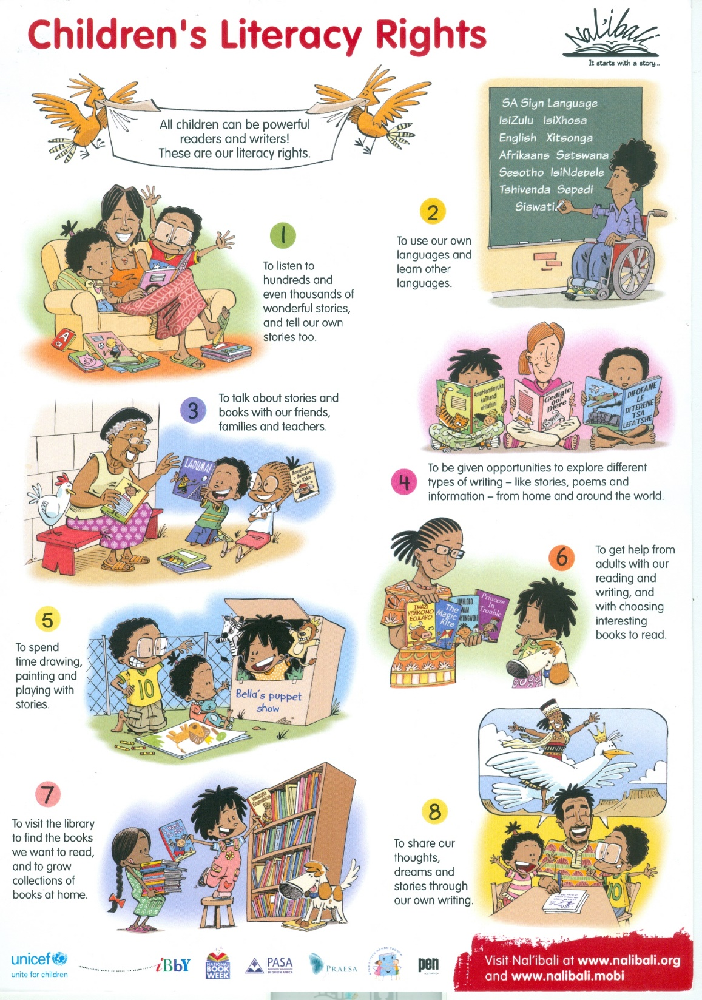 Children's Literacy Rights
Nal'ibali
It starts with a story...
All children can be powerful
readers and writers!
These are our literacy rights.
SA Sign Language
IsiZulu IsiXhosa
English Xitsonga
Afrikaans Setswana
Sesotho IsiNdebele
Tshivenda Sepedi
Siswati
1
To listen to
hundreds and
even thousands of
wonderful stories,
and tell our own
stories too.
A
2
To use our own
languages and
learn other
languages.
3
To talk about stories and
books with our friends,
families and teachers.
LADUMA!
AmaHlandinyuka
kaThandi
eHlathini
Gedigte
oor
Diere
DIFOFANE
LE
DITERENE
TSA
LEFATSHE
4
To be given opportunities to explore different
types of writing – like stories, poems and
information – from home and around the world.
5
To spend
time drawing,
painting and
playing with
stories.
10
Bella's puppet
show
6
To get help from
adults with our
reading and
writing, and
with choosing
interesting
books to read.
IMAZI
YENKOMO
ECULAYO
The
Magic
Kite
Princess
In
Trouble
7
To visit the library
to find the books
we want to read,
and to grow
collections of
books at home.
8
To share our
thoughts,
dreams and
stories through
our own writing.
10
unicef
unite for children
iBbY
NATIONAL
BOOK
WEEK
PASA
PUBLISHERS' ASSOCIATION
OF SOUTH AFRICA
PRAESA
pen
Visit Nal'ibali at www.nalibali.org
and www.nalibali.mobi